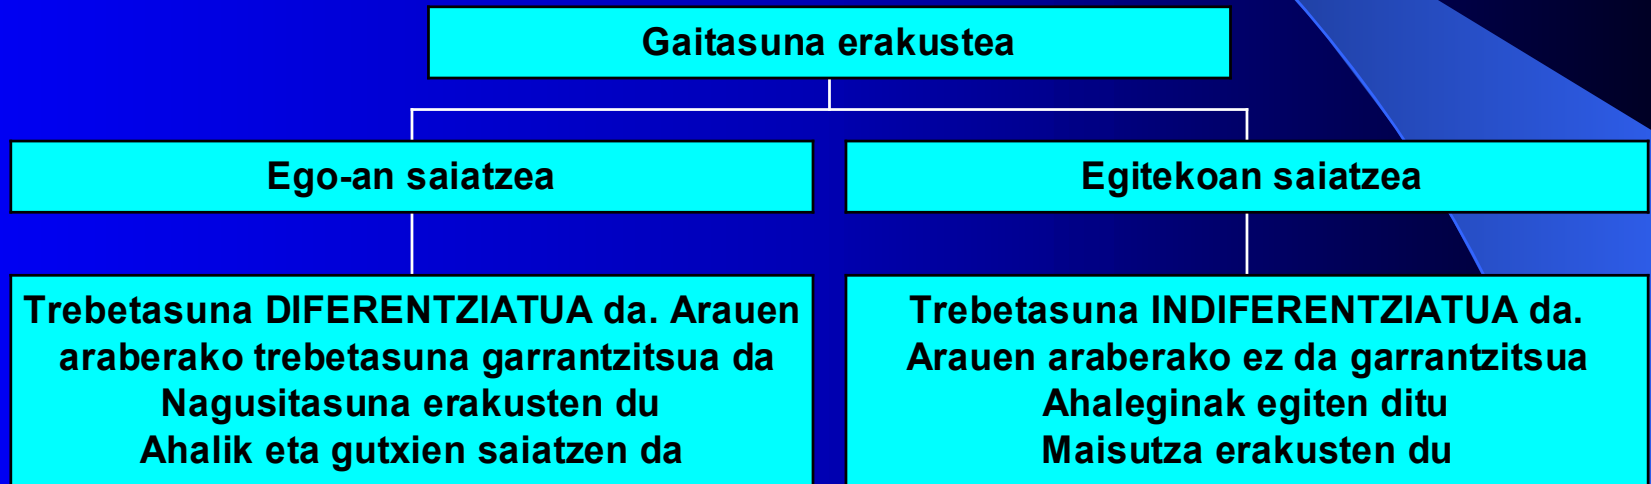 Gaitasuna erakustea
Ego-an saiatzea
Egitekoan saiatzea
Trebetasuna DIFERENTZIATUA da. Arauen
araberako trebetasuna garrantzitsua da
Nagusitasuna erakusten du
Ahalik eta gutxien saiatzen da
Trebetasuna INDIFERENTZIATUA da.
Arauen araberako ez da garrantzitsua
Ahaleginak egiten ditu
Maisutza erakusten du